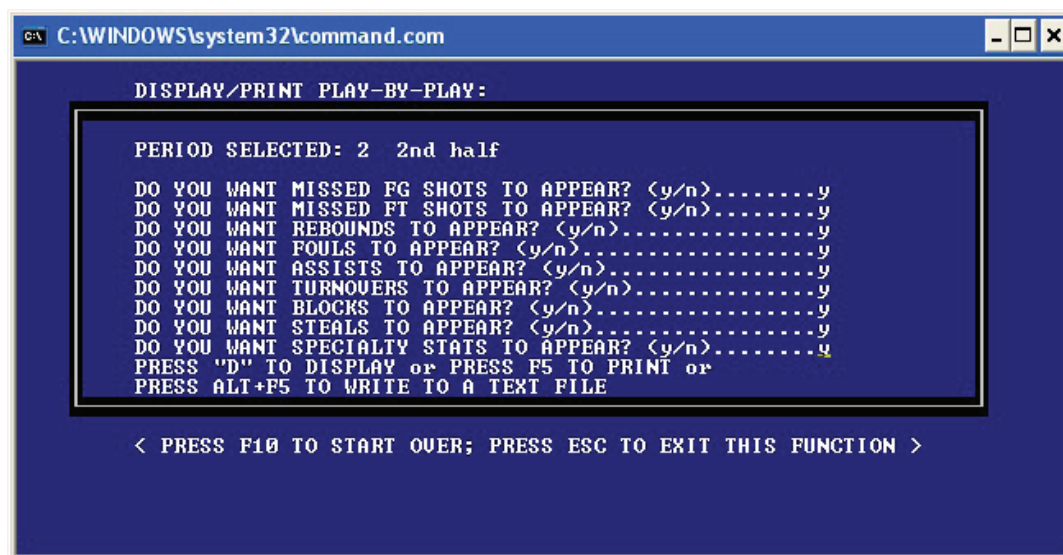 C:\WINDOWS\system32\command.com
DISPLAY/PRINT PLAY-BY-PLAY:
PERIOD SELECTED: 2 2nd half
DO YOU WANT MISSED FG SHOTS TO APPEAR? (y/n)........y
DO YOU WANT MISSED FT SHOTS TO APPEAR? (y/n)........y
DO YOU WANT REBOUNDS TO APPEAR? (y/n)...............y
DO YOU WANT FOULS TO APPEAR? (y/n)..................y
DO YOU WANT ASSISTS TO APPEAR? (y/n)................y
DO YOU WANT TURNOVERS TO APPEAR? (y/n)..............y
DO YOU WANT BLOCKS TO APPEAR? (y/n).................y
DO YOU WANT STEALS TO APPEAR? (y/n).................y
DO YOU WANT SPECIALTY STATS TO APPEAR? (y/n)........y
PRESS "D" TO DISPLAY or PRESS F5 TO PRINT or
PRESS ALT+F5 TO WRITE TO A TEXT FILE
< PRESS F10 TO START OVER; PRESS ESC TO EXIT THIS FUNCTION >